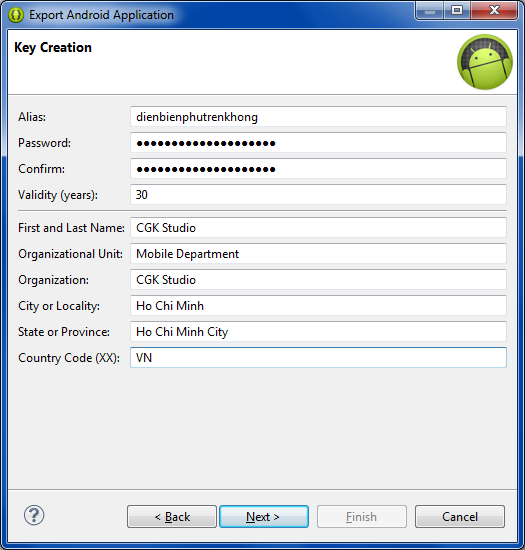 Export Android Application
Key Creation
Alias: dienbienphutrenkhong
Password: ●●●●●●●●●●●●●●●●●●●●
Confirm: ●●●●●●●●●●●●●●●●●●●●
Validity (years): 30
First and Last Name: CGK Studio
Organizational Unit: Mobile Department
Organization: CGK Studio
City or Locality: Ho Chi Minh
State or Province: Ho Chi Minh City
Country Code (XX): VN
? < Back Next > Finish Cancel